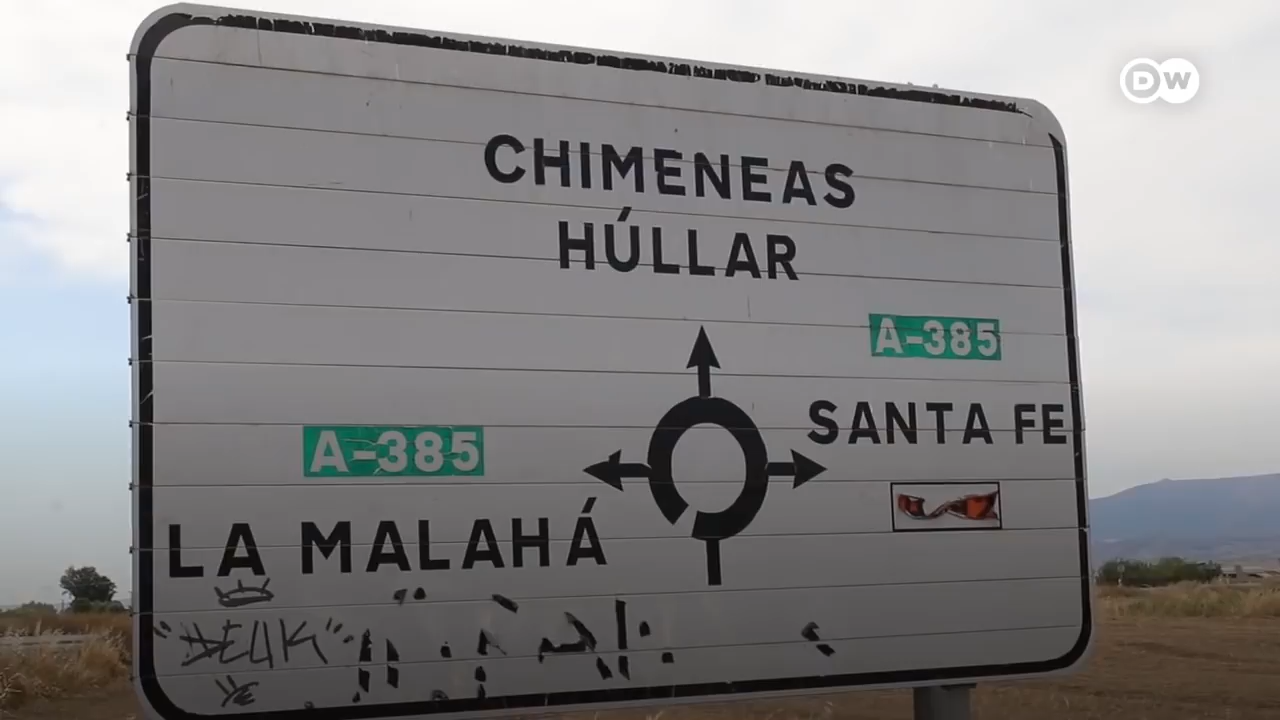 DW
CHIMENEAS
HÚLLAR
A-385
SANTA FE
A-385
LA MALAHÁ